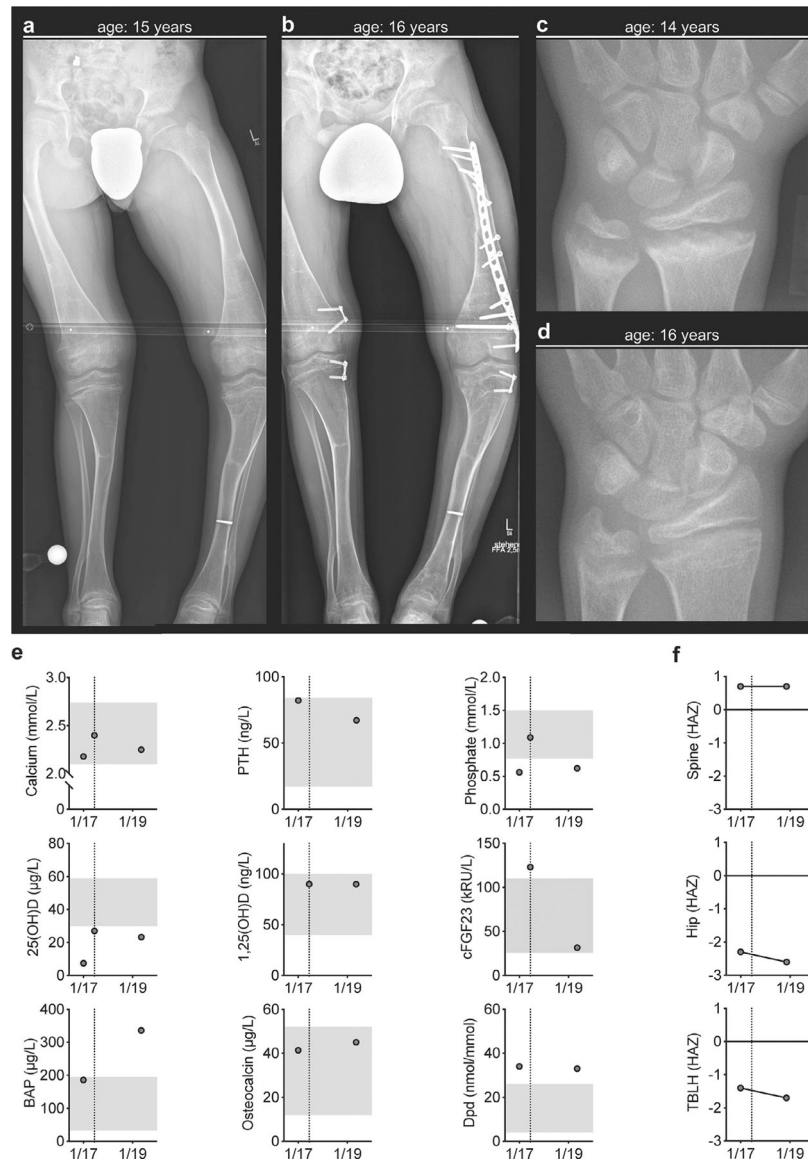 a
age: 15 years
b
age: 16 years
c
age: 14 years
L
d
age: 16 years
L
stehend
e
f
Calcium (mmol/L)
3.0
2.5
2.0
0
1/17 1/19
PTH (ng/L)
100
50
0
1/17 1/19
Phosphate (mmol/L)
2.0
1.5
1.0
0.5
0.0
1/17 1/19
Spine (HAZ)
1
0
-1
-2
-3
1/17 1/19
25(OH)D (µg/L)
80
60
40
20
0
1/17 1/19
1,25(OH)D (ng/L)
150
100
50
0
1/17 1/19
cFGF23 (kRU/L)
150
100
50
0
1/17 1/19
Hip (HAZ)
1
0
-1
-2
-3
1/17 1/19
BAP (µg/L)
400
300
200
100
0
1/17 1/19
Osteocalcin (µg/L)
60
40
20
0
1/17 1/19
Dpd (nmol/mmol)
60
40
20
0
1/17 1/19
TBLH (HAZ)
1
0
-1
-2
-3
1/17 1/19